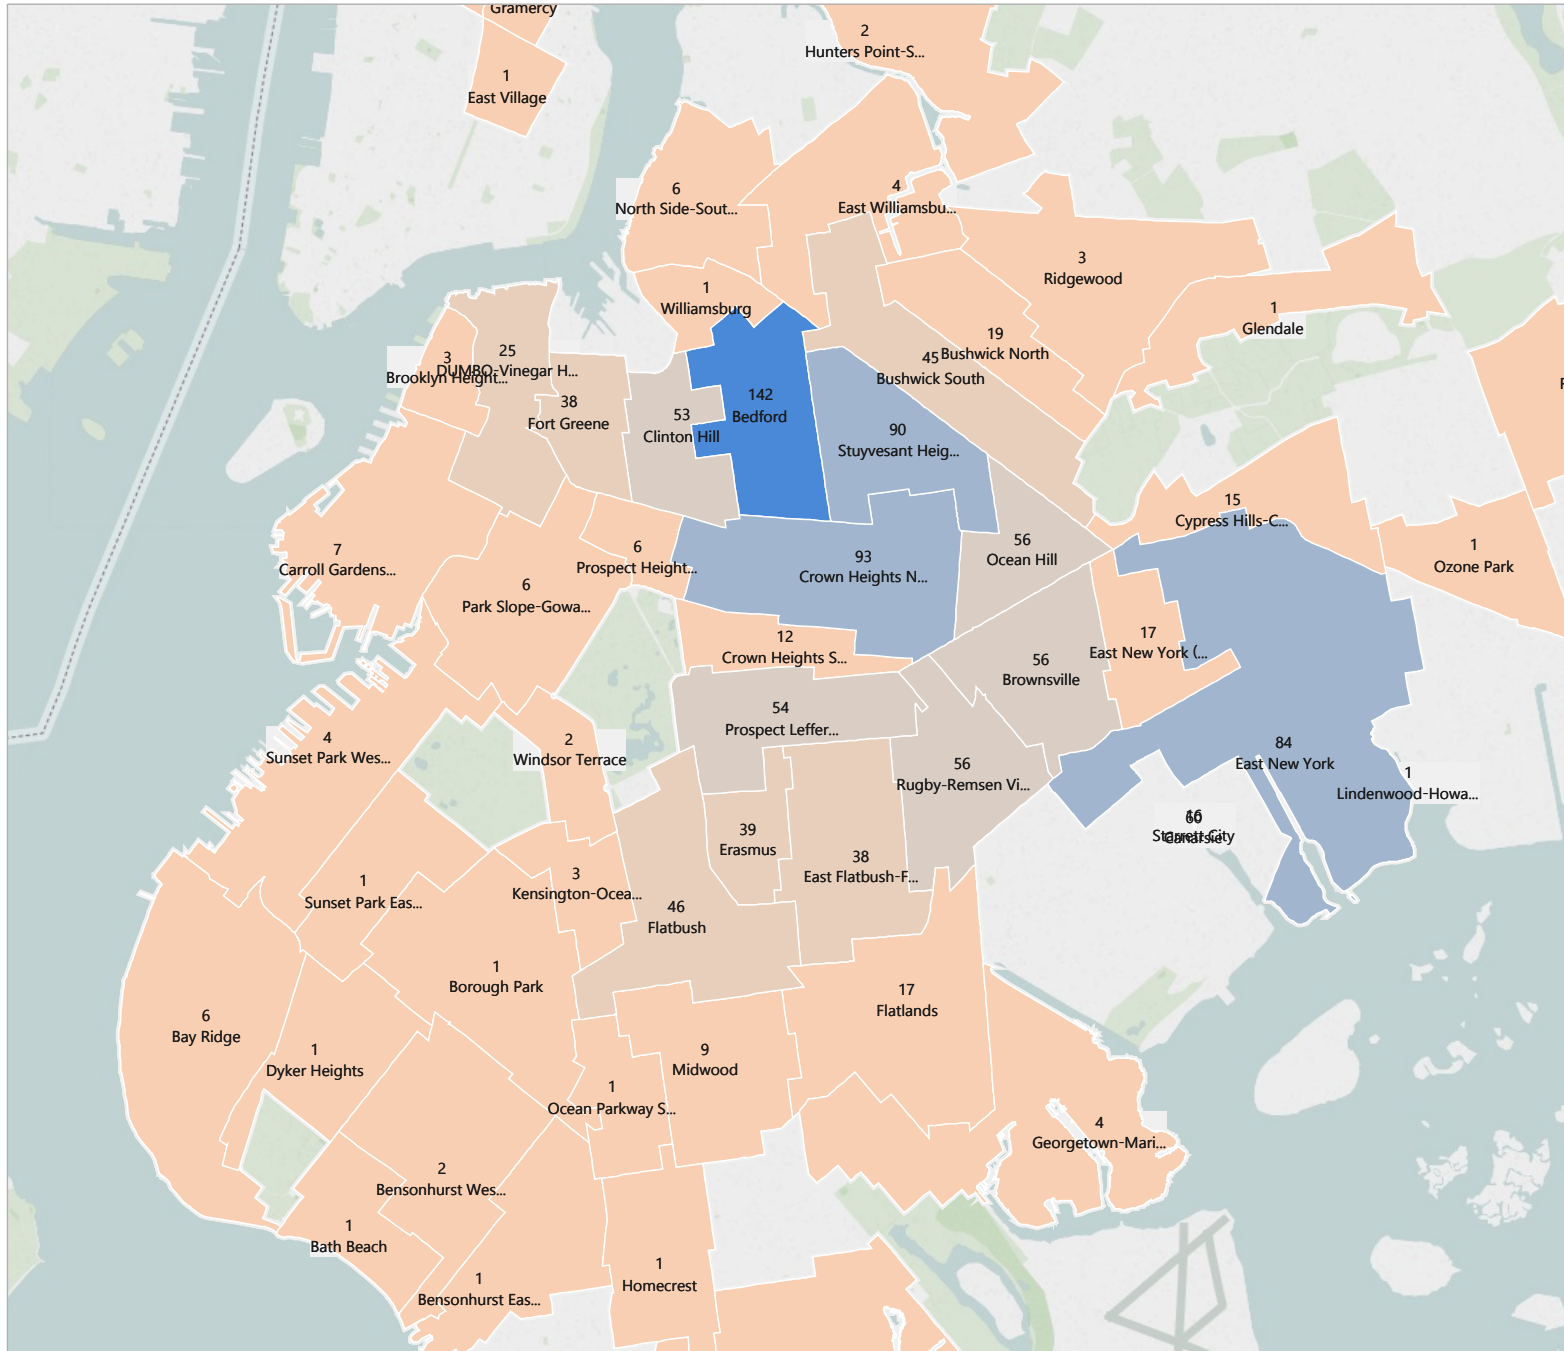 Gramercy
2
Hunters Point-S...
1
East Village
6
North Side-Sout...
4
East Williamsbu...
3
Ridgewood
1
Williamsburg
1
Glendale
19
Bushwick North
45
Bushwick South
3
Brooklyn Height...
25
DUMBO-Vinegar H...
38
Fort Greene
53
Clinton Hill
142
Bedford
90
Stuyvesant Heig...
15
Cypress Hills-C...
1
Ozone Park
7
Carroll Gardens...
6
Prospect Height...
6
Park Slope-Gowa...
93
Crown Heights N...
56
Ocean Hill
12
Crown Heights S...
17
East New York (...
56
Brownsville
54
Prospect Leffer...
4
Sunset Park Wes...
2
Windsor Terrace
56
Rugby-Remsen Vi...
84
East New York
1
Lindenwood-Howa...
Starrett City
Canarsie
39
Erasmus
38
East Flatbush-F...
3
Kensington-Ocea...
1
Sunset Park Eas...
46
Flatbush
1
Borough Park
17
Flatlands
6
Bay Ridge
1
Dyker Heights
9
Midwood
1
Ocean Parkway S...
4
Georgetown-Mari...
2
Bensonhurst Wes...
1
Bath Beach
1
Bensonhurst Eas...
1
Homecrest